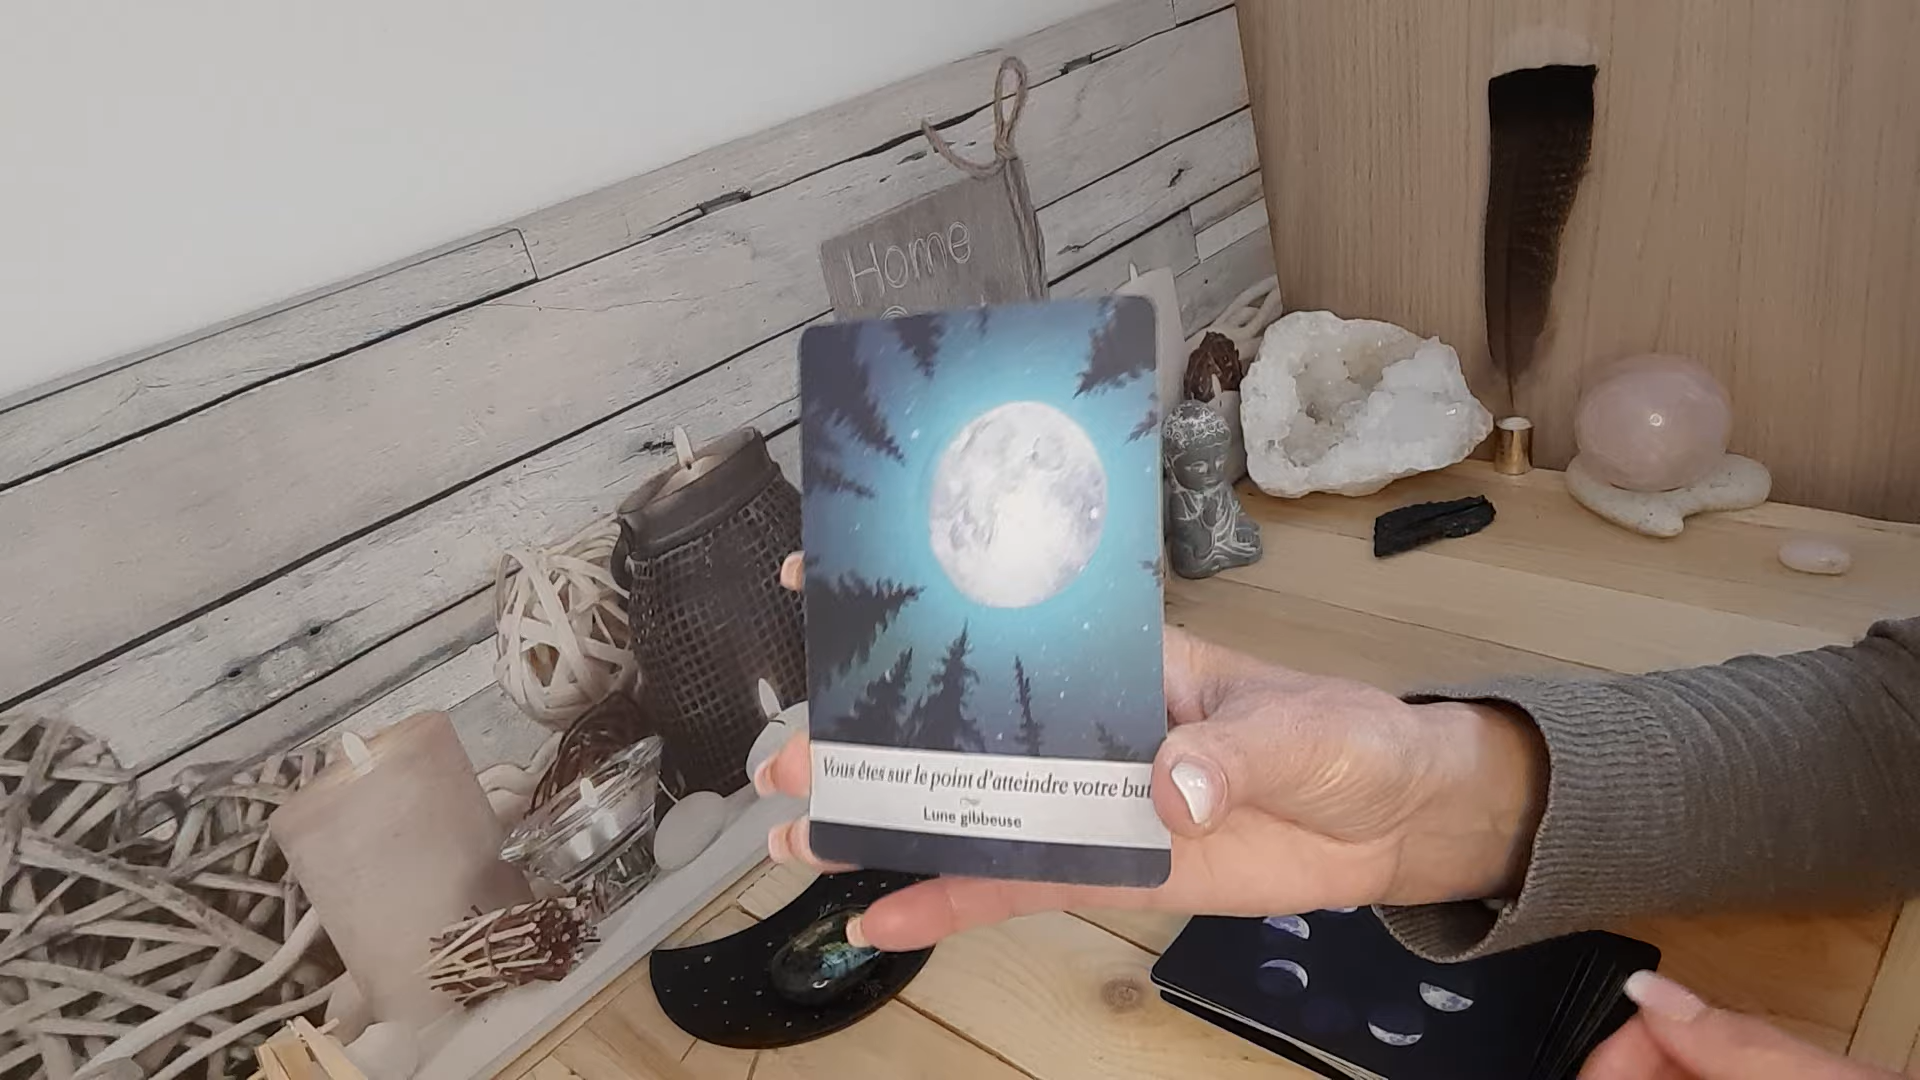 Home
Vous êtes sur le point d'atteindre votre but
Lune gibbeuse